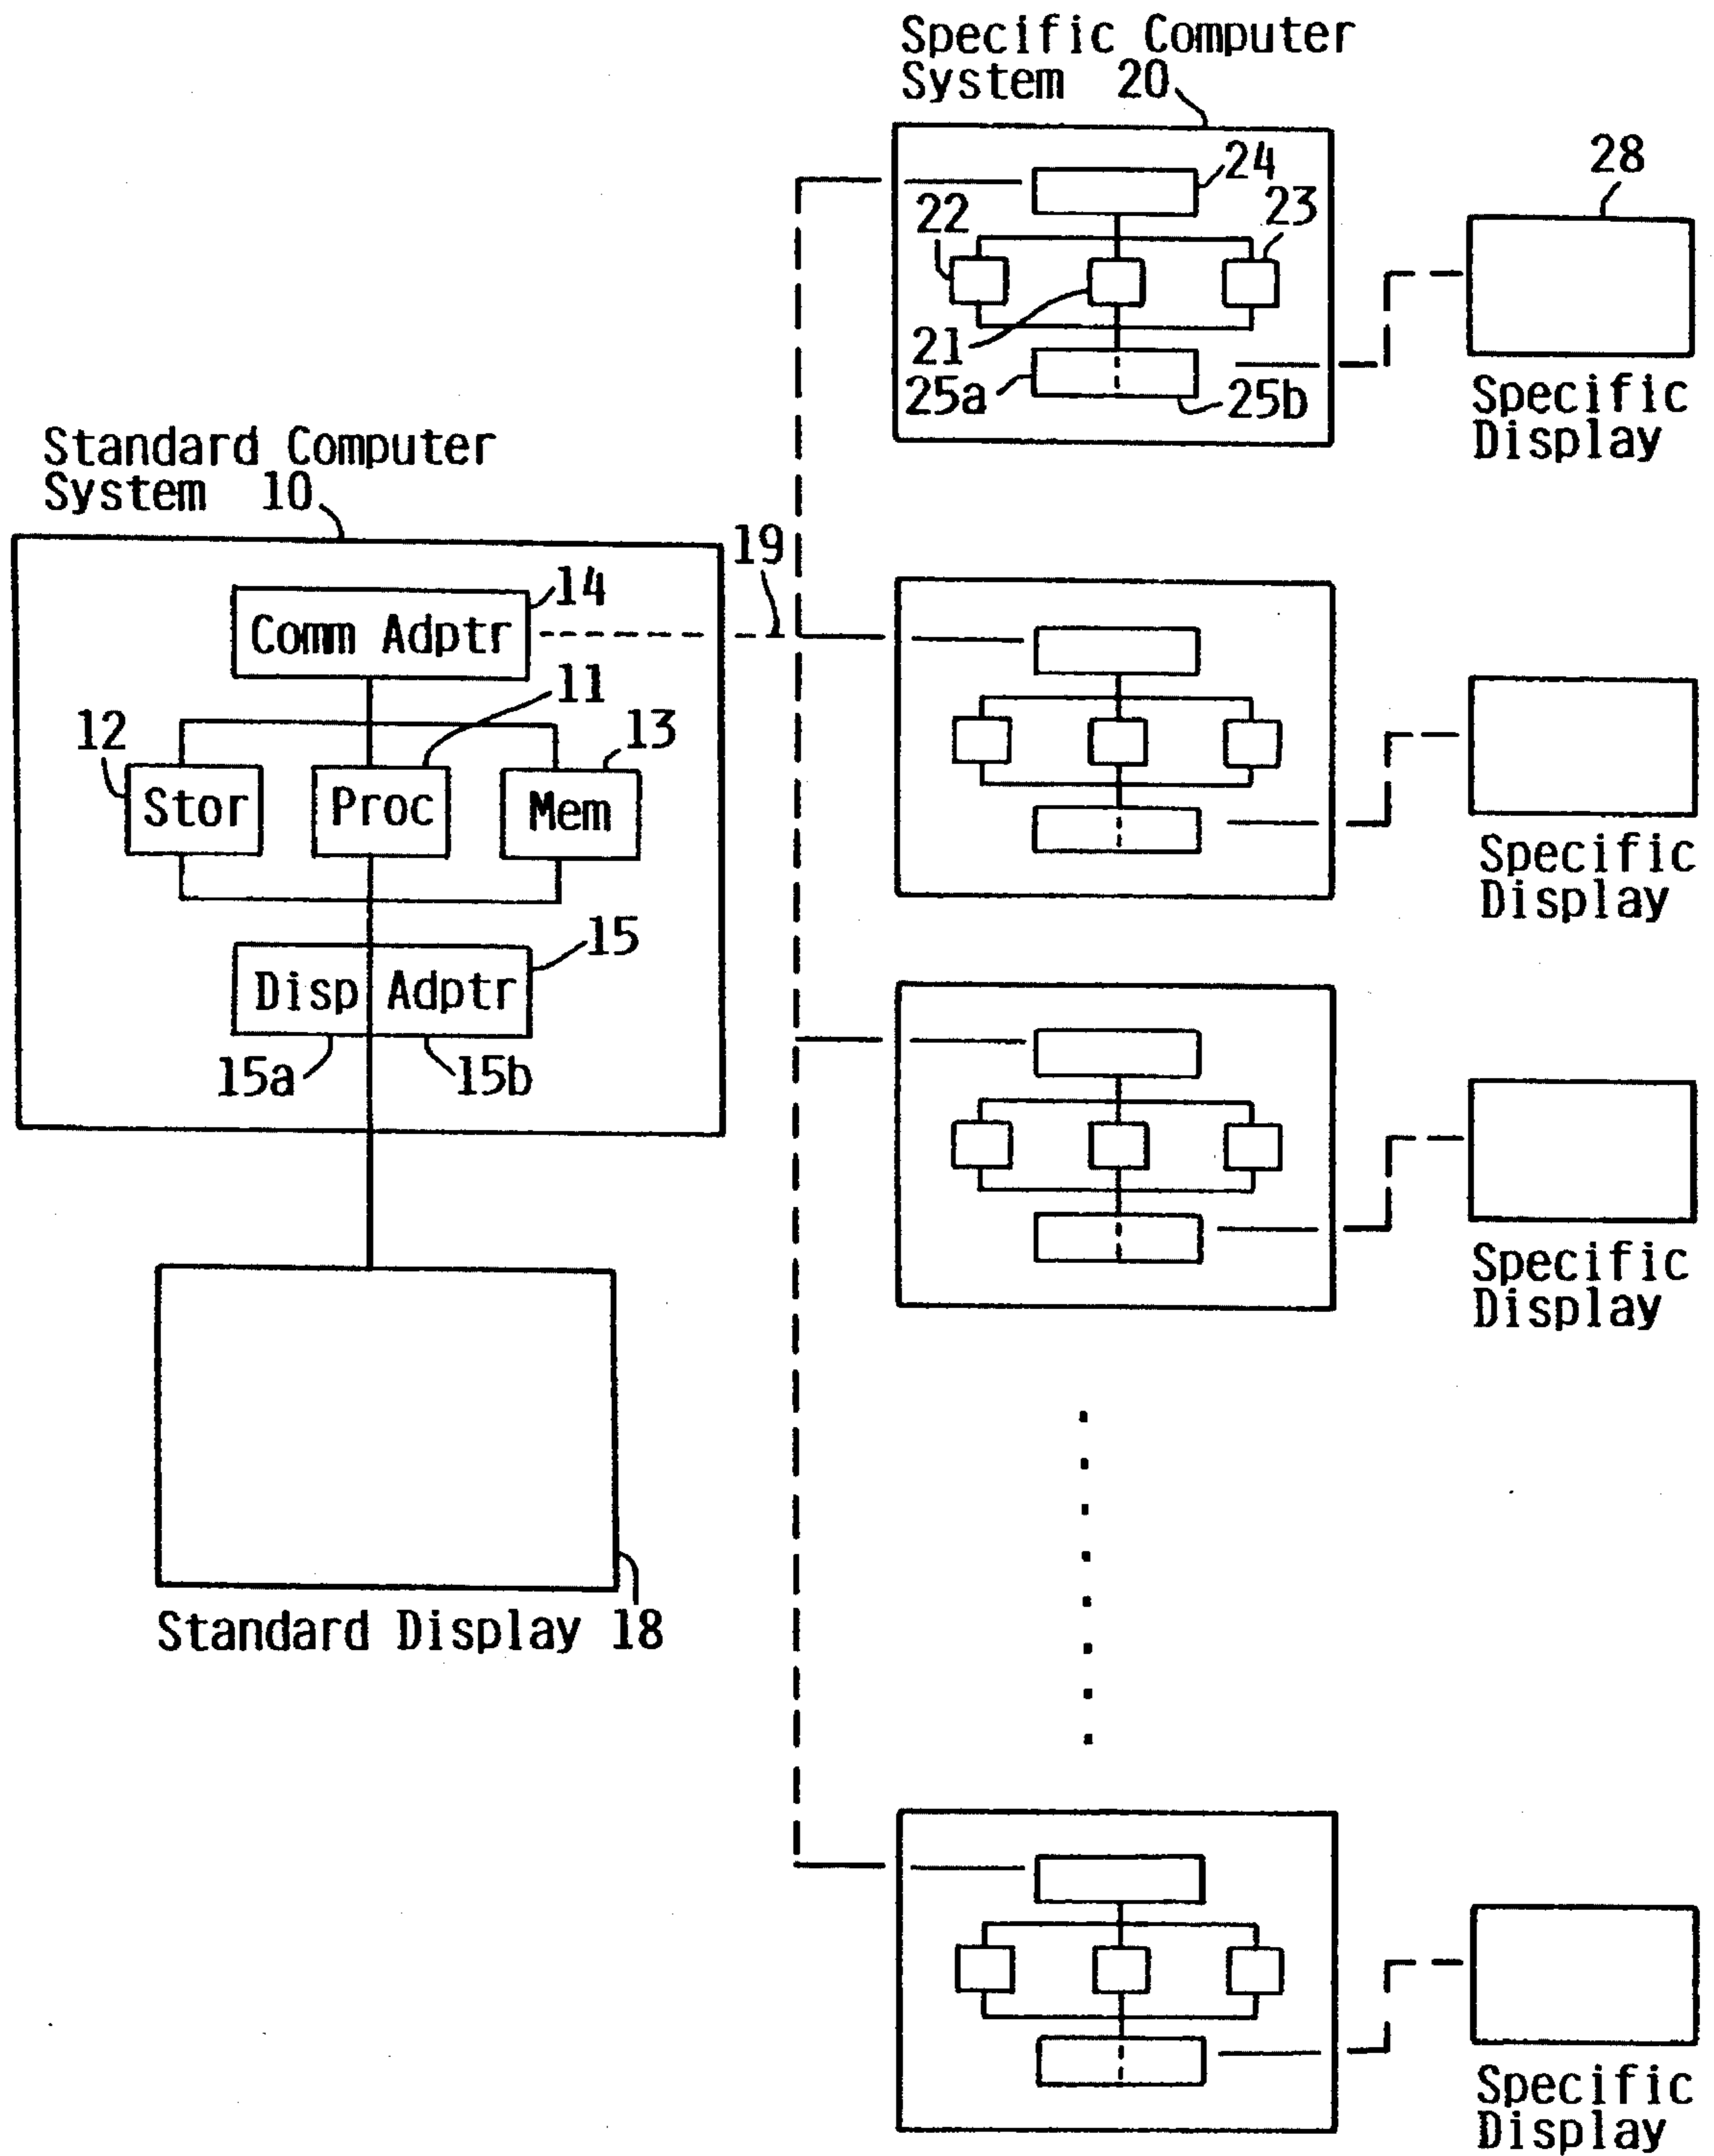 Specific Computer
System 20
24
28
22
23
21
25a
25b
Specific
Display
Standard Computer
System 10
19
14
Comm Adptr
11
12
13
Stor
Proc
Mem
15
Disp Adptr
15a
15b
Specific
Display
Specific
Display
Standard Display 18
Specific
Display